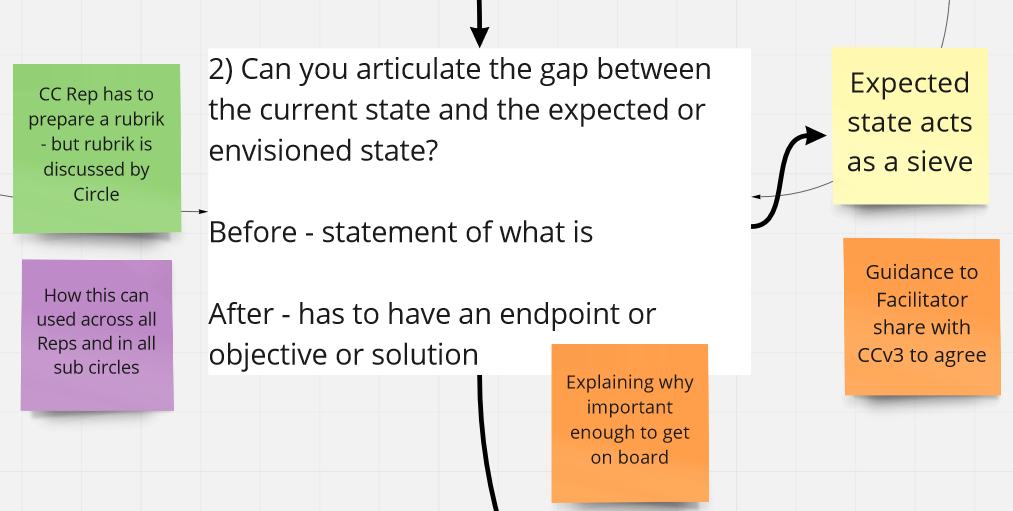 CC Rep has to
prepare a rubrik
- but rubrik is
discussed by
Circle
How this can
used across all
Reps and in all
sub circles
2) Can you articulate the gap between
the current state and the expected or
envisioned state?
Before - statement of what is
After - has to have an endpoint or
objective or solution
Explaining why
important
enough to get
on board
Expected
state acts
as a sieve
Guidance to
Facilitator
share with
CCv3 to agree